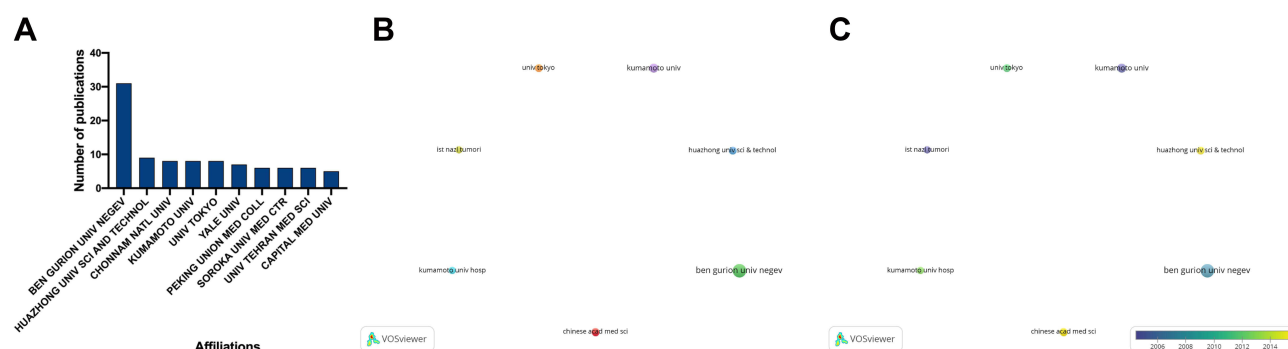 A
Number of publications
40
30
20
10
0
BEN GURION UNIV NEGEV
HUAZHONG UNIV SCI AND TECHNOL
CHONNAM NATL UNIV
KUMAMOTO UNIV
UNIV TOKYO
YALE UNIV
PEKING UNION MED COLL
SOROKA UNIV MED CTR
UNIV TEHRAN MED SCI
CAPITAL MED UNIV
Affiliations
B
univ tokyo
kumamoto univ
ist nazl tumori
huazhong univ sci & technol
kumamoto univ hosp
ben gurion univ negev
chinese acad med sci
VOSviewer
C
univ tokyo
kumamoto univ
ist nazl tumori
huazhong univ sci & technol
kumamoto univ hosp
ben gurion univ negev
chinese acad med sci
VOSviewer
2006 2008 2010 2012 2014